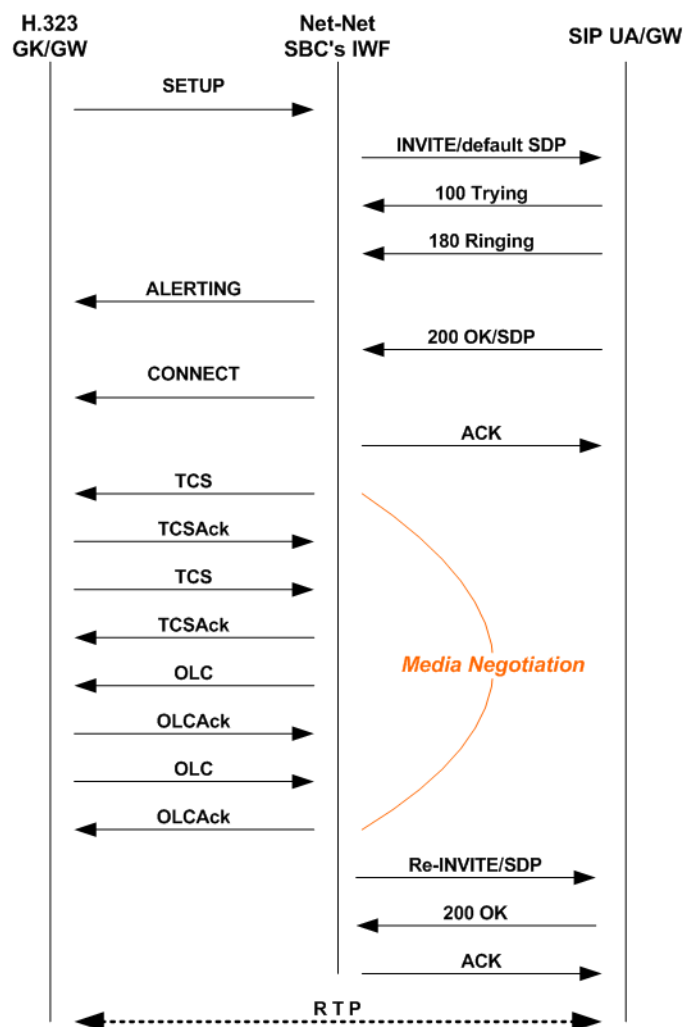 H.323
GK/GW
Net-Net
SBC's IWF
SIP UA/GW
SETUP
INVITE/default SDP
100 Trying
180 Ringing
ALERTING
200 OK/SDP
CONNECT
ACK
TCS
TCSAck
TCS
TCSAck
Media Negotiation
OLC
OLCAck
OLC
OLCAck
Re-INVITE/SDP
200 OK
ACK
R T P